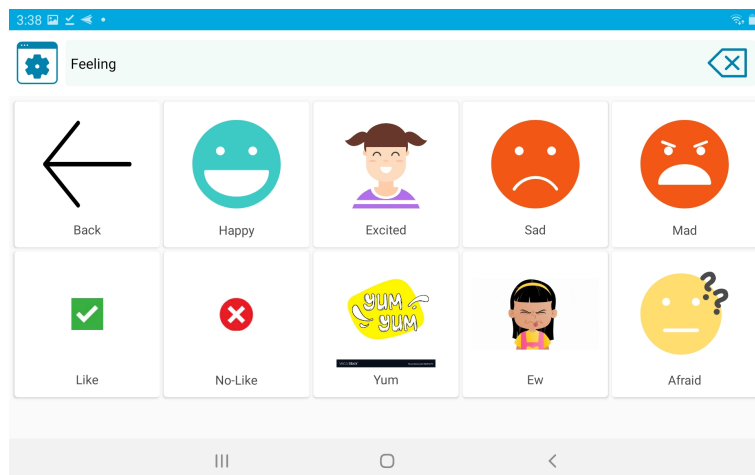 3:38
Feeling
Back
Happy
Excited
Sad
Mad
YUM
YUM
Like
No-Like
Yum
Ew
Afraid
??